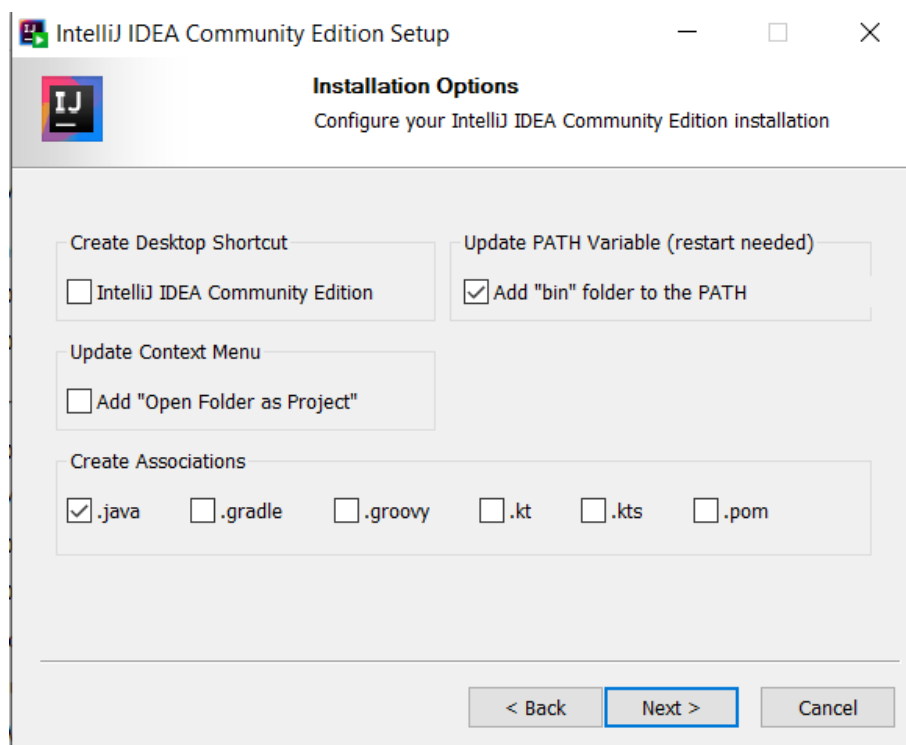 IntelliJ IDEA Community Edition Setup
IJ
Installation Options
Configure your IntelliJ IDEA Community Edition installation
Create Desktop Shortcut
IntelliJ IDEA Community Edition
Update PATH Variable (restart needed)
Add "bin" folder to the PATH
Update Context Menu
Add "Open Folder as Project"
Create Associations
.java .gradle .groovy .kt .kts .pom
< Back Next > Cancel